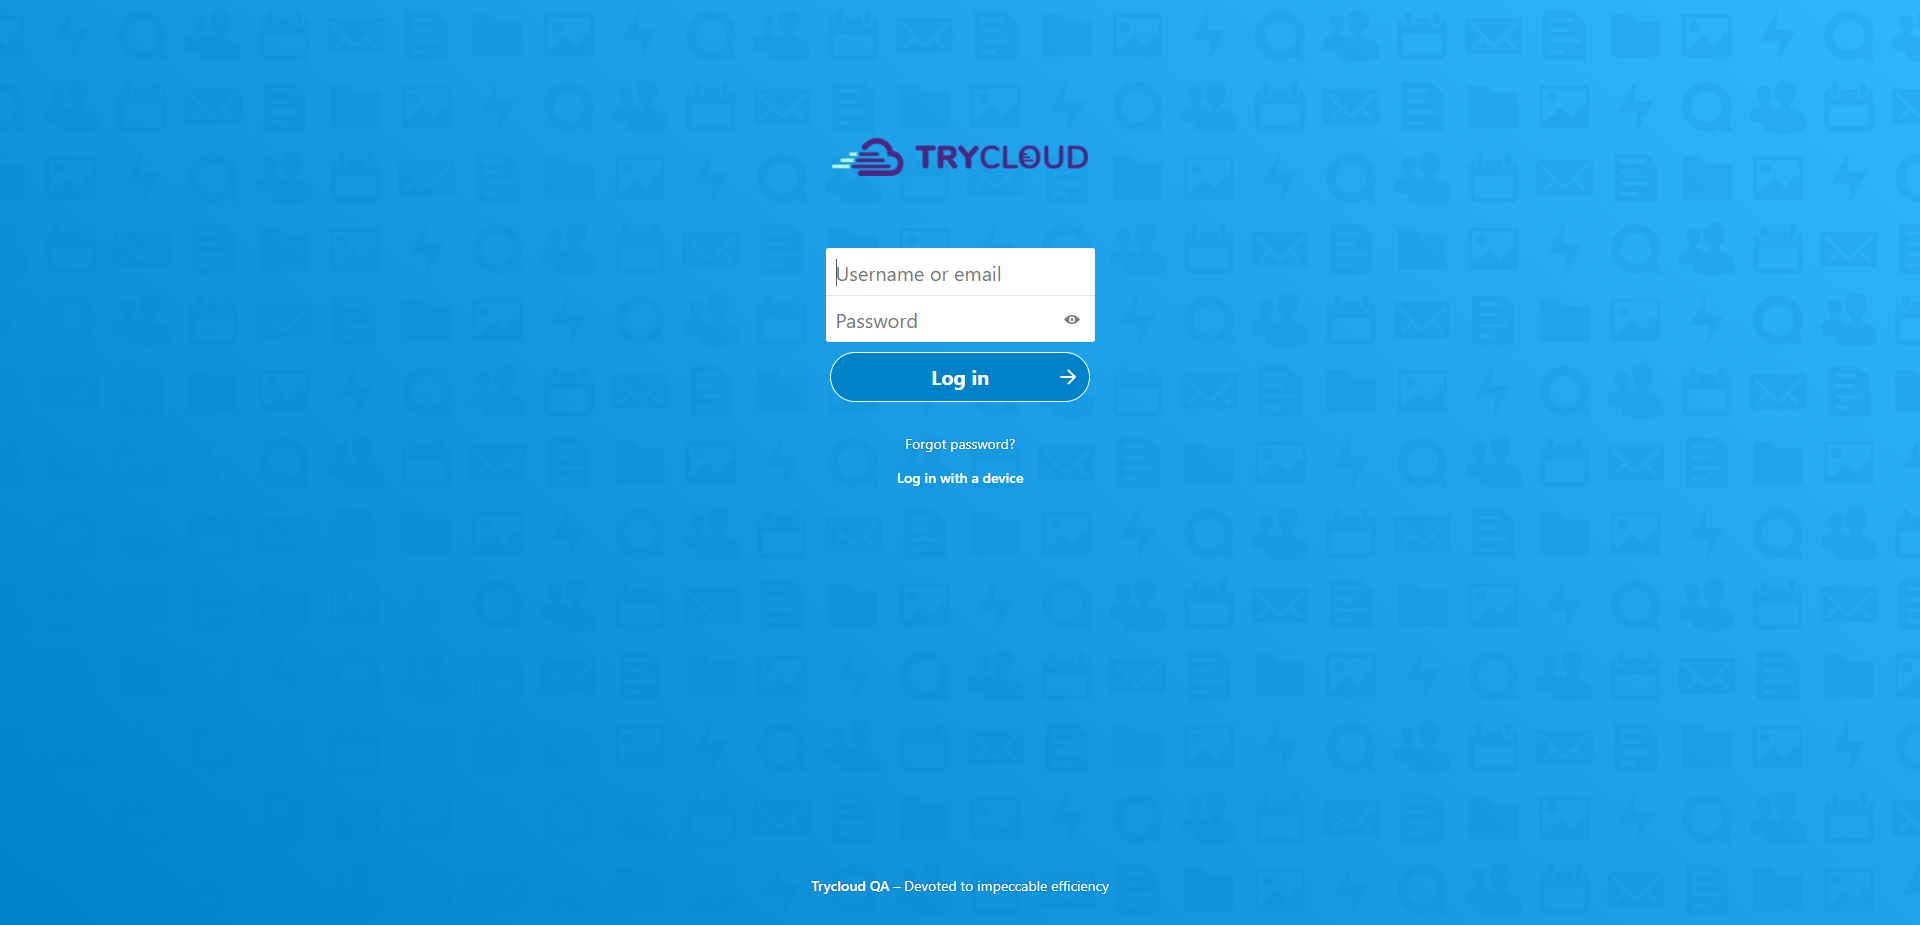 TRYCLOUD
Username or email
Password
Log in
Forgot password?
Log in with a device
Trycloud QA – Devoted to impeccable efficiency